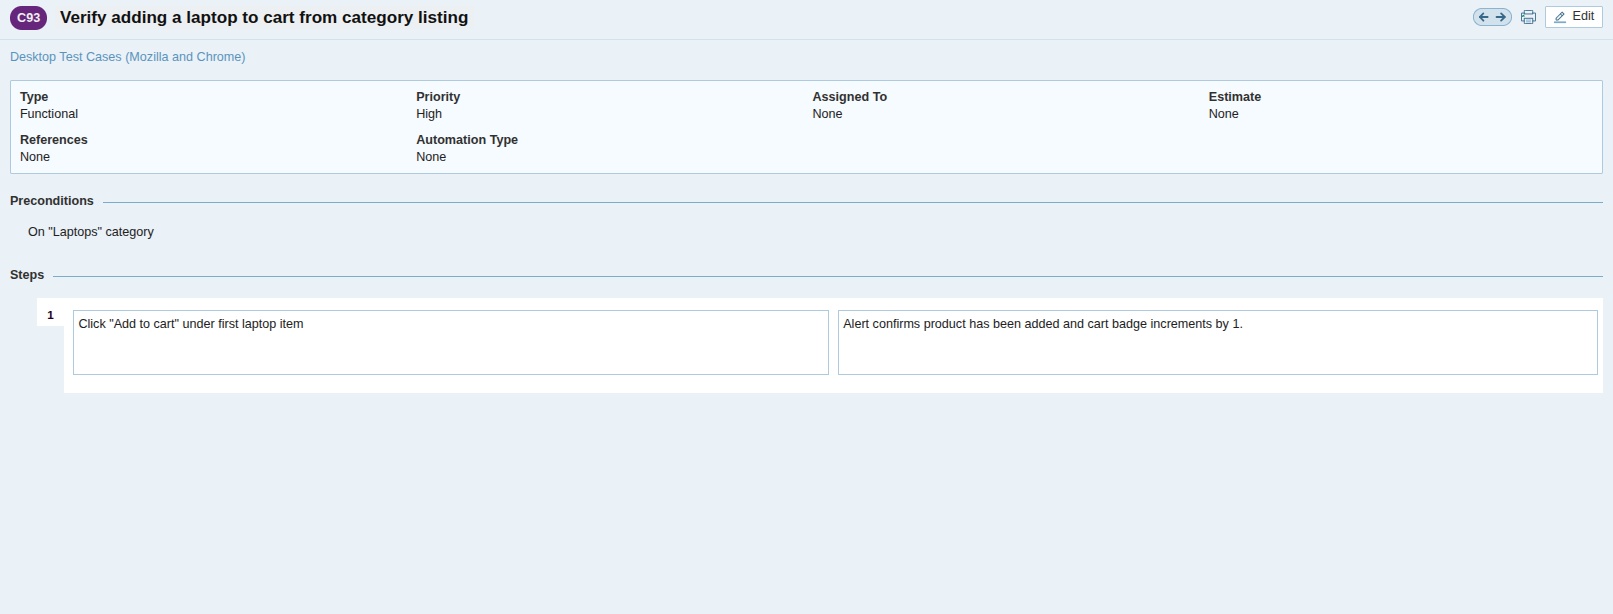 C93 Verify adding a laptop to cart from category listing Edit
Desktop Test Cases (Mozilla and Chrome)
Type Priority Assigned To Estimate
Functional High None None
References Automation Type
None None
Preconditions
On "Laptops" category
Steps
1 Click "Add to cart" under first laptop item Alert confirms product has been added and cart badge increments by 1.